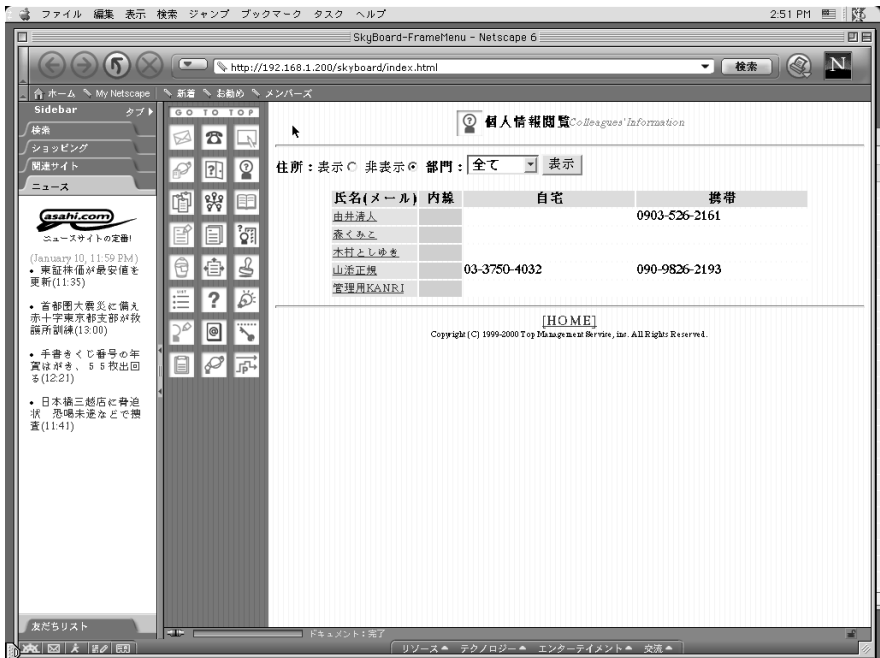 ファイル 編集 表示 検索 ジャンプ ブックマーク タスク ヘルプ
2:51 PM
SkyBoard-FrameMenu - Netscape 6
http://192.168.1.200/skyboard/index.html
検索
N
ホーム My Netscape 新着 お勧め メンバーズ
Sidebar タブ
検索
ショッピング
関連サイト
ニュース
asahi.com
ニュースサイトの定番!
(January 10, 11:59 PM)
• 東証株価が最安値を
更新(11:35)
• 首都圏大震災に備え
赤十字東京都支部が救
護所訓練(13:00)
• 手書きくじ番号の年
賀はがき、55枚出回
る(12:21)
• 日本橋三越店に脅迫
状 恐喝未遂などで捜
査(11:41)
友だちリスト
GO TO TOP
個人情報閲覧Colleagues'Information
住所:表示 非表示 部門:全て 表示
氏名(メール) 内線 自宅 携帯
由井清人 0903-526-2161
森くみこ
木村としゆき
山添正規 03-3750-4032 090-9826-2193
管理用KANRI
[HOME]
Copyright (C) 1999-2000 Top Management Service, inc. All Rights Reserved.
ドキュメント:完了
リソース テクノロジー エンターテイメント 交流